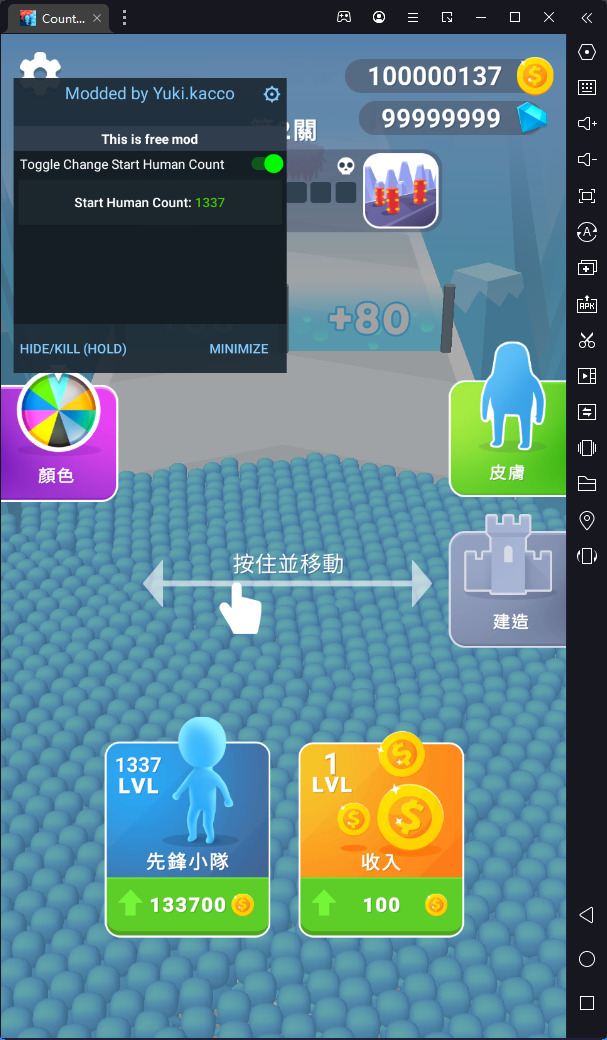 Count...
Modded by Yuki.kacco
100000137
99999999
2關
This is free mod
Toggle Change Start Human Count
Start Human Count: 1337
+80
HIDE/KILL (HOLD)
MINIMIZE
顏色
皮膚
按住並移動
建造
1337
LVL
先鋒小隊
133700
1
LVL
收入
100
A
APK